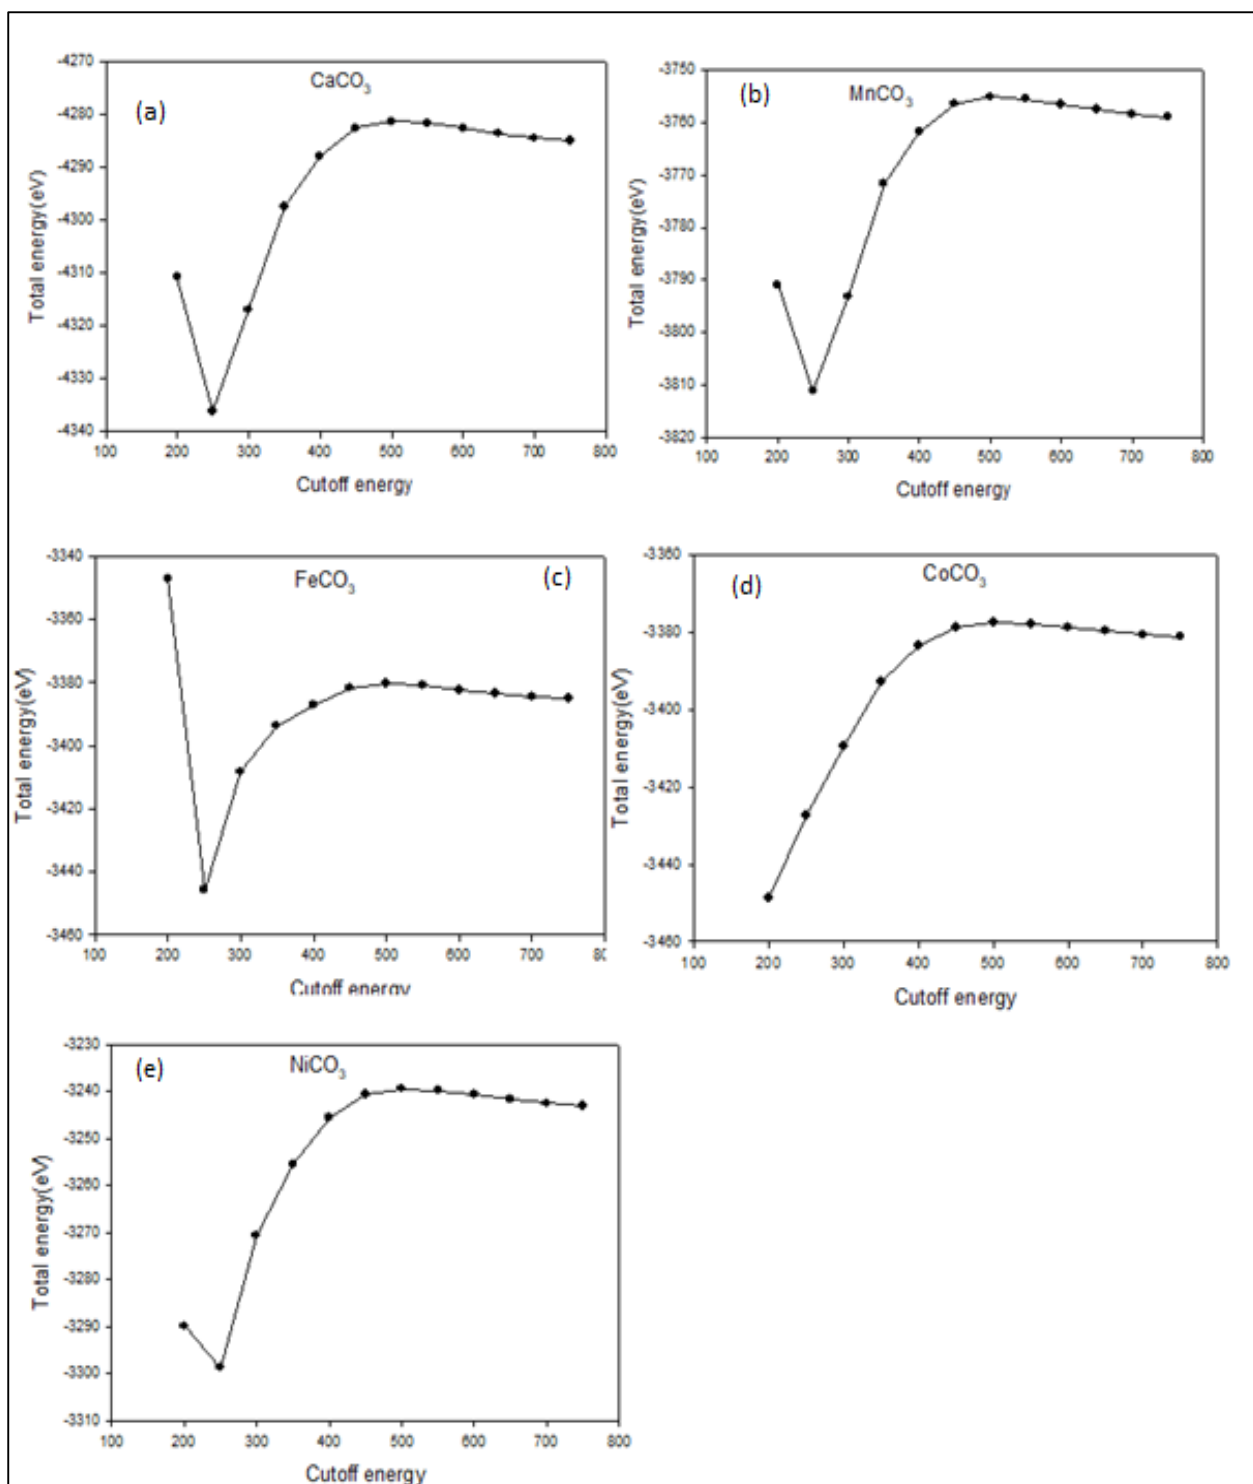 (a)
CaCO3
Total energy(eV)
-4270
-4280
-4290
-4300
-4310
-4320
-4330
-4340
100 200 300 400 500 600 700 800
Cutoff energy
(b)
MnCO3
Total energy(eV)
-3750
-3760
-3770
-3780
-3790
-3800
-3810
-3820
100 200 300 400 500 600 700 800
Cutoff energy
FeCO3
(c)
Total energy(eV)
-3340
-3360
-3380
-3400
-3420
-3440
-3460
100 200 300 400 500 600 700
Cutoff energy
(d)
CoCO3
Total energy(eV)
-3360
-3380
-3400
-3420
-3440
-3460
100 200 300 400 500 600 700 800
Cutoff energy
(e)
NiCO3
Total energy(eV)
-3230
-3240
-3250
-3260
-3270
-3280
-3290
-3300
-3310
100 200 300 400 500 600 700 800
Cutoff energy